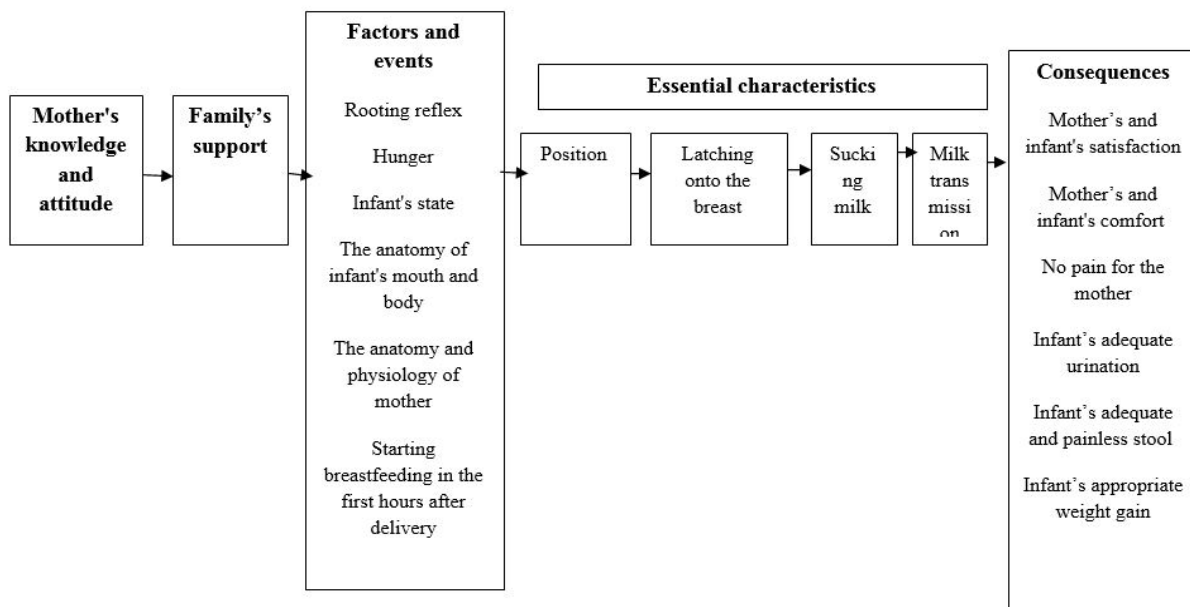 Mother's
knowledge
and
attitude
Family’s
support
Factors and
events
Rooting reflex
Hunger
Infant's state
The anatomy of
infant's mouth and
body
The anatomy and
physiology of
mother
Starting
breastfeeding in the
first hours after
delivery
Essential characteristics
Position
Latching
onto the
breast
Sucki
ng
milk
Milk
trans
missi
on
Consequences
Mother’s and
infant's satisfaction
Mother’s and
infant's comfort
No pain for the
mother
Infant’s adequate
urination
Infant’s adequate
and painless stool
Infant’s appropriate
weight gain